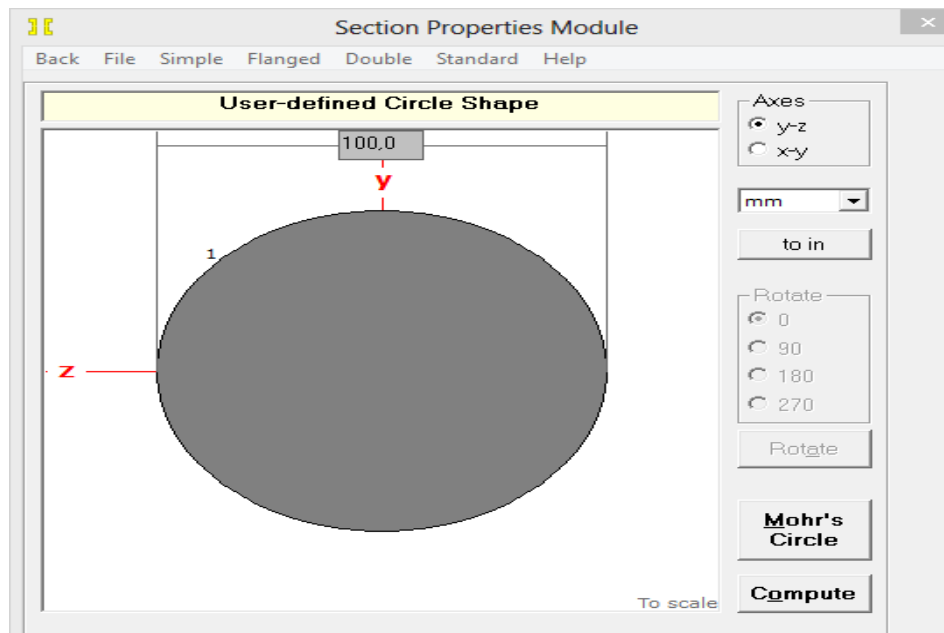 Section Properties Module
Back File Simple Flanged Double Standard Help
User-defined Circle Shape
100,0
y
1
z
To scale
Axes
y-z
x-y
mm
to in
Rotate
0
90
180
270
Rotate
Mohr's
Circle
Compute